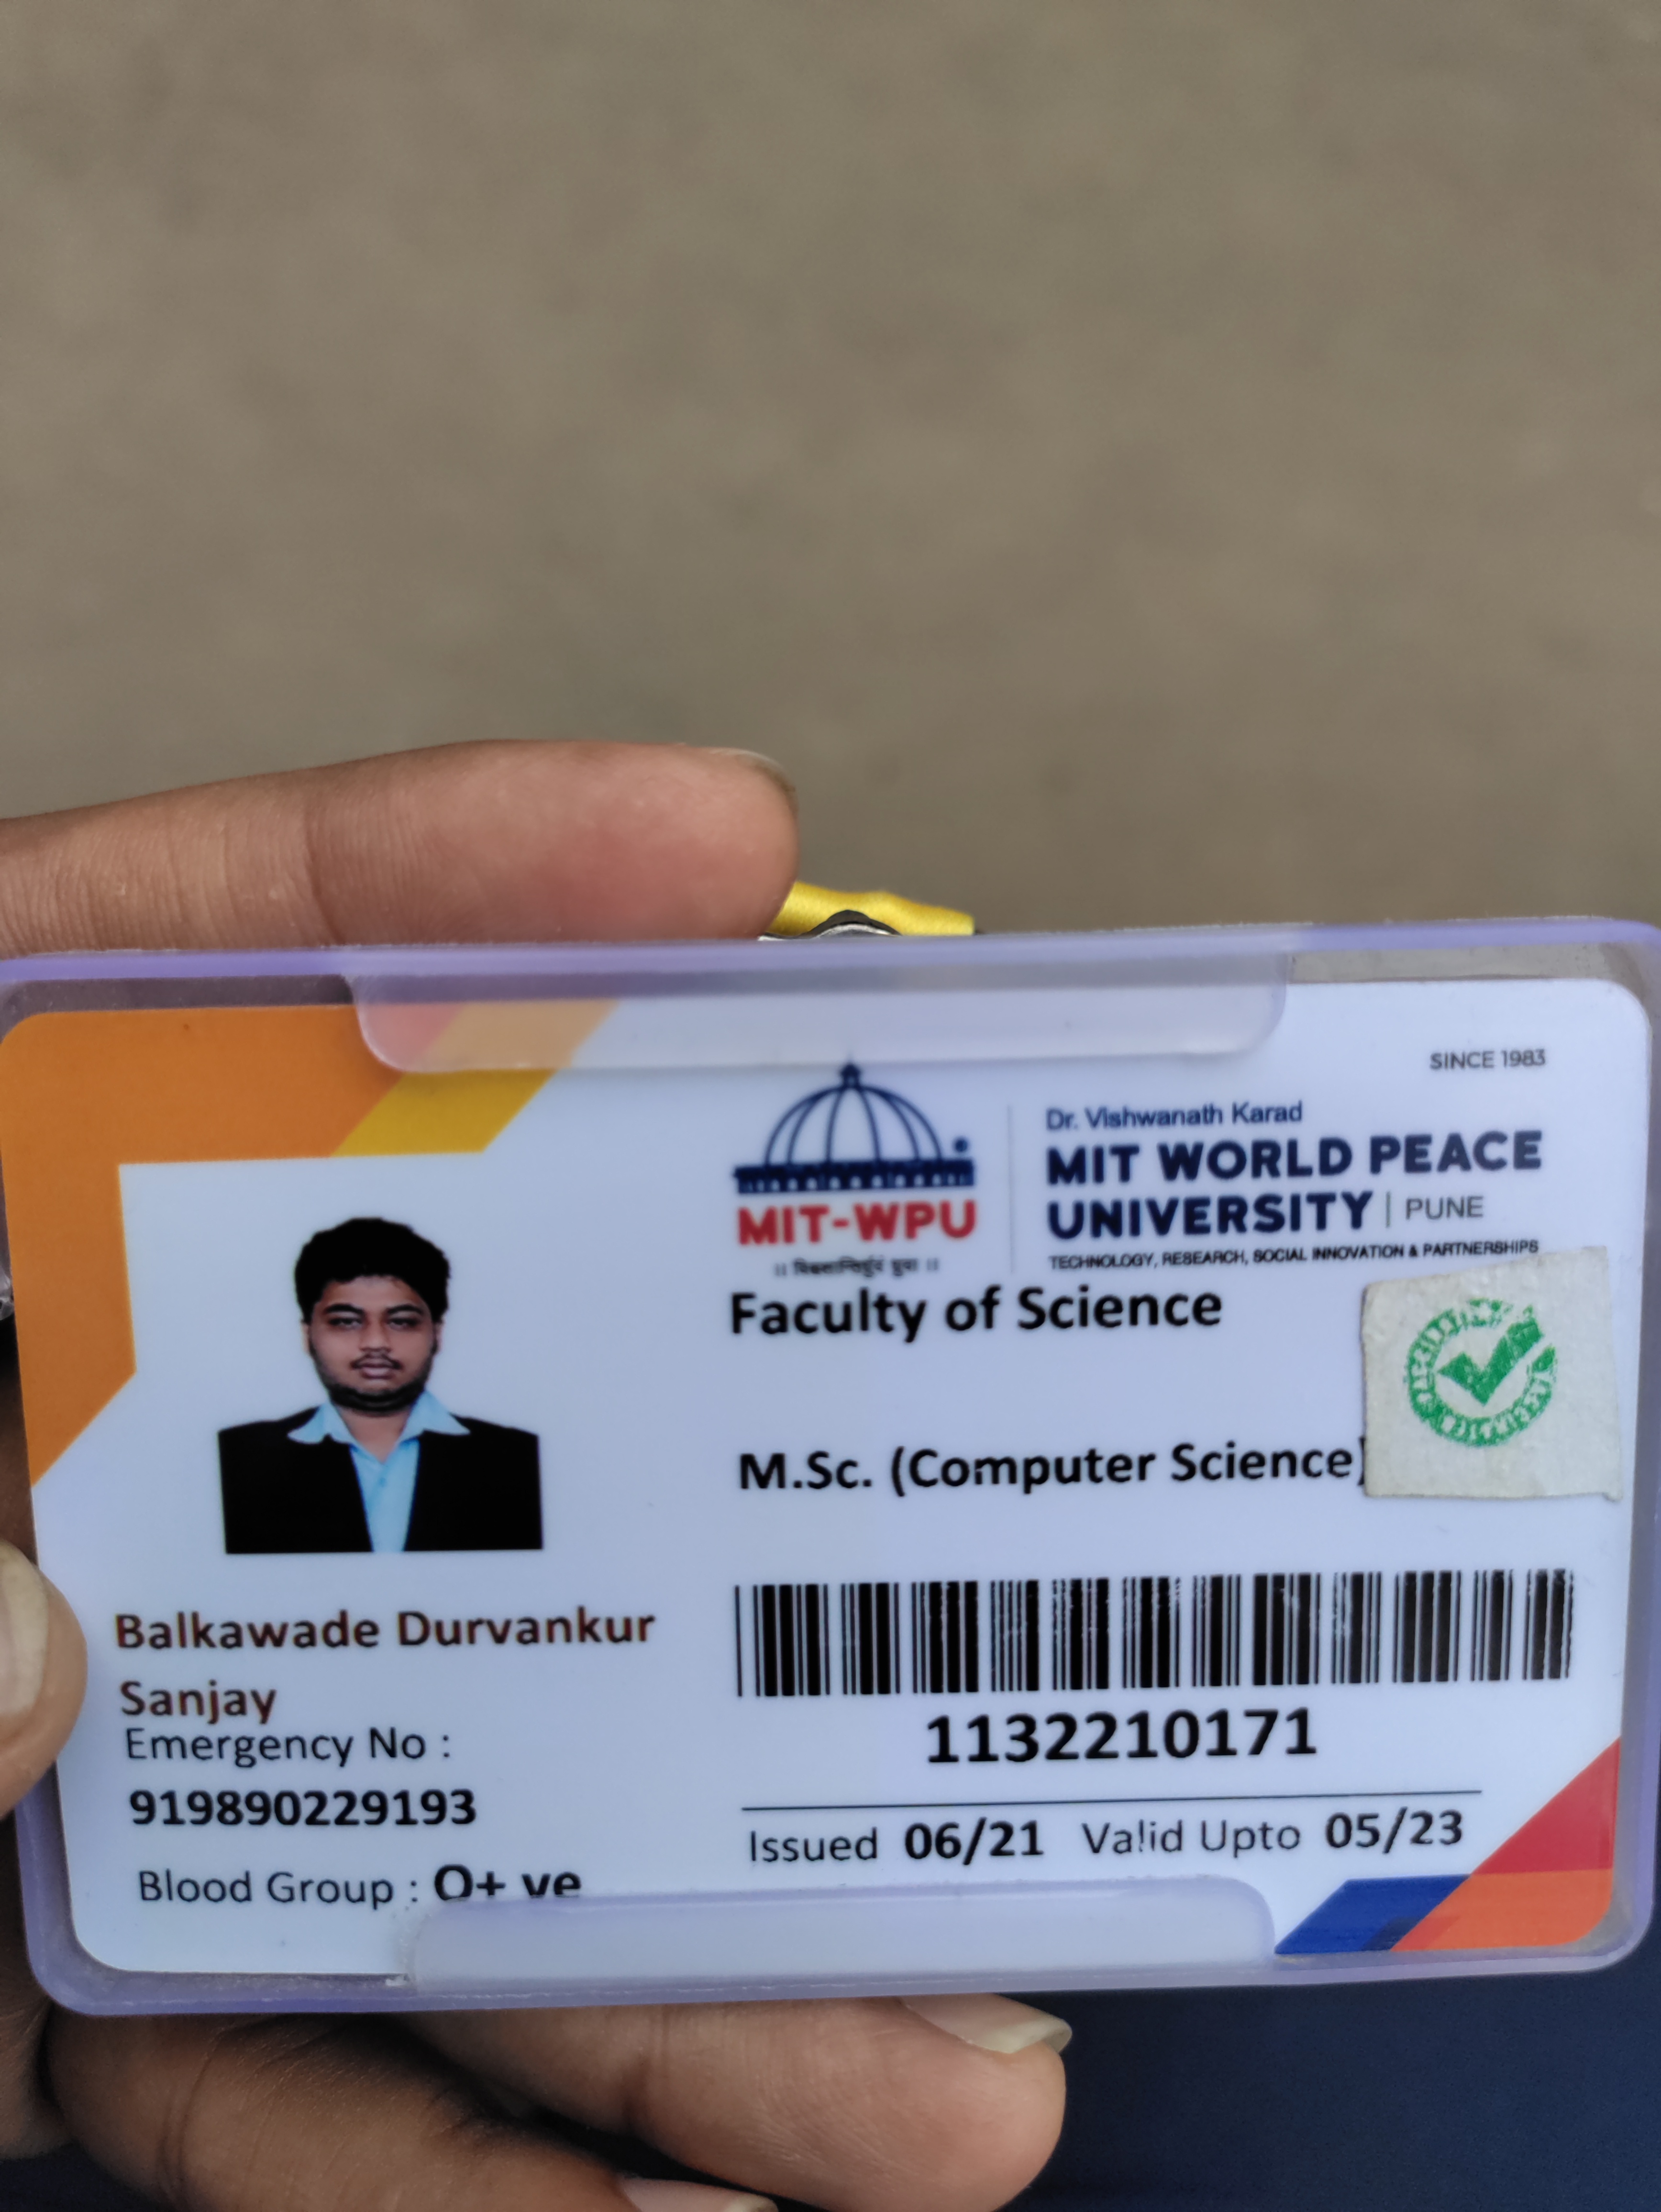 SINCE 1983
Dr. Vishwanath Karad
MIT WORLD PEACE
UNIVERSITY | PUNE
TECHNOLOGY, RESEARCH, SOCIAL INNOVATION & PARTNERSHIPS
MIT-WPU
Faculty of Science
M.Sc. (Computer Science)
Balkawade Durvankur
Sanjay
Emergency No :
919890229193
Blood Group : O+ ve
1132210171
Issued 06/21 Valid Upto 05/23